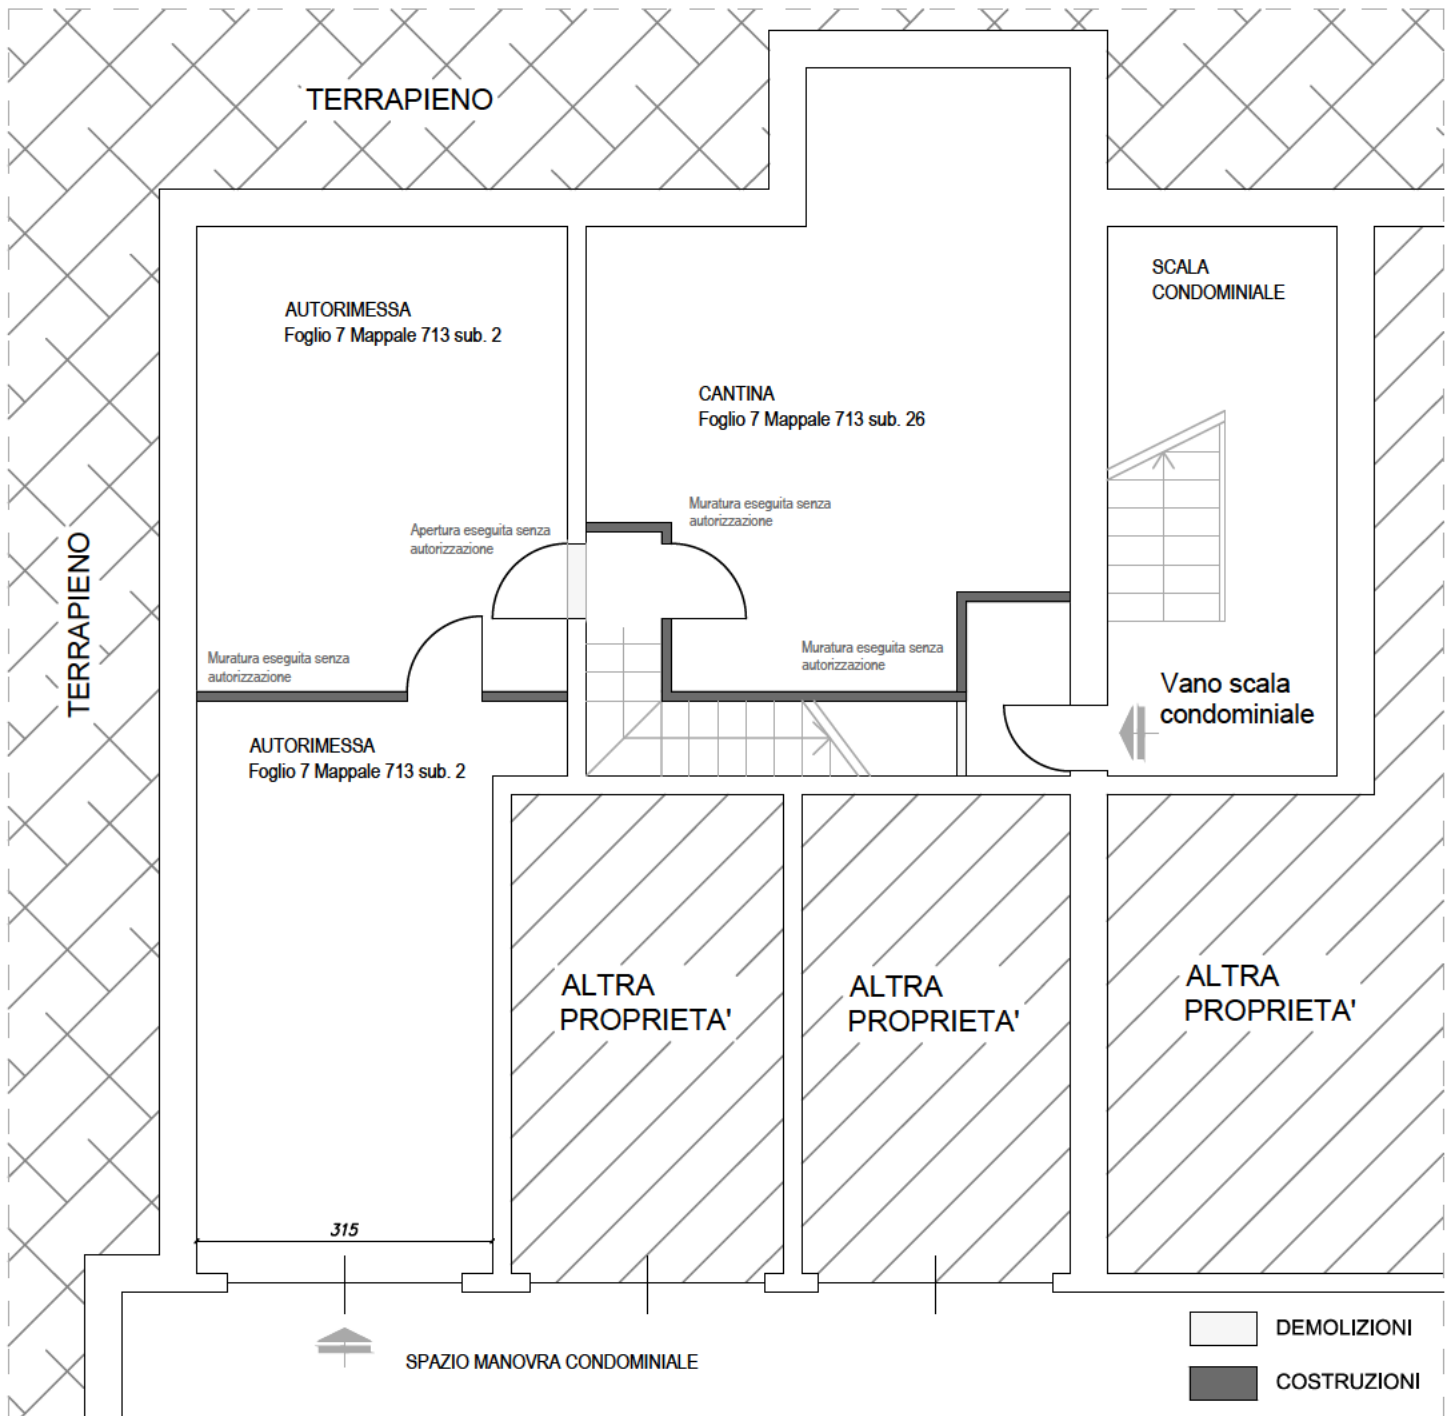 TERRAPIENO
SCALA
CONDOMINIALE
AUTORIMESSA
Foglio 7 Mappale 713 sub. 2
CANTINA
Foglio 7 Mappale 713 sub. 26
Muratura eseguita senza
autorizzazione
Apertura eseguita senza
autorizzazione
TERRAPIENO
Muratura eseguita senza
autorizzazione
Muratura eseguita senza
autorizzazione
Vano scala
condominiale
AUTORIMESSA
Foglio 7 Mappale 713 sub. 2
ALTRA
PROPRIETA'
ALTRA
PROPRIETA'
ALTRA
PROPRIETA'
315
SPAZIO MANOVRA CONDOMINIALE
DEMOLIZIONI
COSTRUZIONI